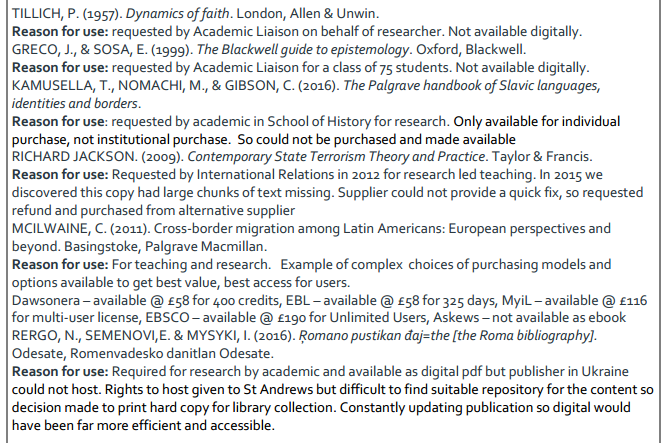 TILLICH, P. (1957). Dynamics of faith. London, Allen & Unwin.
Reason for use: requested by Academic Liaison on behalf of researcher. Not available digitally.
GRECO, J., & SOSA, E. (1999). The Blackwell guide to epistemology. Oxford, Blackwell.
Reason for use: requested by Academic Liaison for a class of 75 students. Not available digitally.
KAMUSELLA, T., NOMACHI, M., & GIBSON, C. (2016). The Palgrave handbook of Slavic languages,
identities and borders.
Reason for use: requested by academic in School of History for research. Only available for individual
purchase, not institutional purchase.  So could not be purchased and made available
RICHARD JACKSON. (2009). Contemporary State Terrorism Theory and Practice. Taylor & Francis.
Reason for use: Requested by International Relations in 2012 for research led teaching. In 2015 we
discovered this copy had large chunks of text missing. Supplier could not provide a quick fix, so requested
refund and purchased from alternative supplier
MCILWAINE, C. (2011). Cross-border migration among Latin Americans: European perspectives and
beyond. Basingstoke, Palgrave Macmillan.
Reason for use: For teaching and research.   Example of complex  choices of purchasing models and
options available to get best value, best access for users.
Dawsonera – available @ £58 for 400 credits, EBL – available @ £58 for 325 days, MyiL – available @ £116
for multi-user license, EBSCO – available @ £190 for Unlimited Users, Askews – not available as ebook
RERGO, N., SEMENOVI,E. & MYSYKI, I. (2016). Ṛomano pustikan đaj=the [the Roma bibliography].
Odesate, Romenvadesko danitlan Odesate.
Reason for use: Required for research by academic and available as digital pdf but publisher in Ukraine
could not host. Rights to host given to St Andrews but difficult to find suitable repository for the content so
decision made to print hard copy for library collection. Constantly updating publication so digital would
have been far more efficient and accessible.